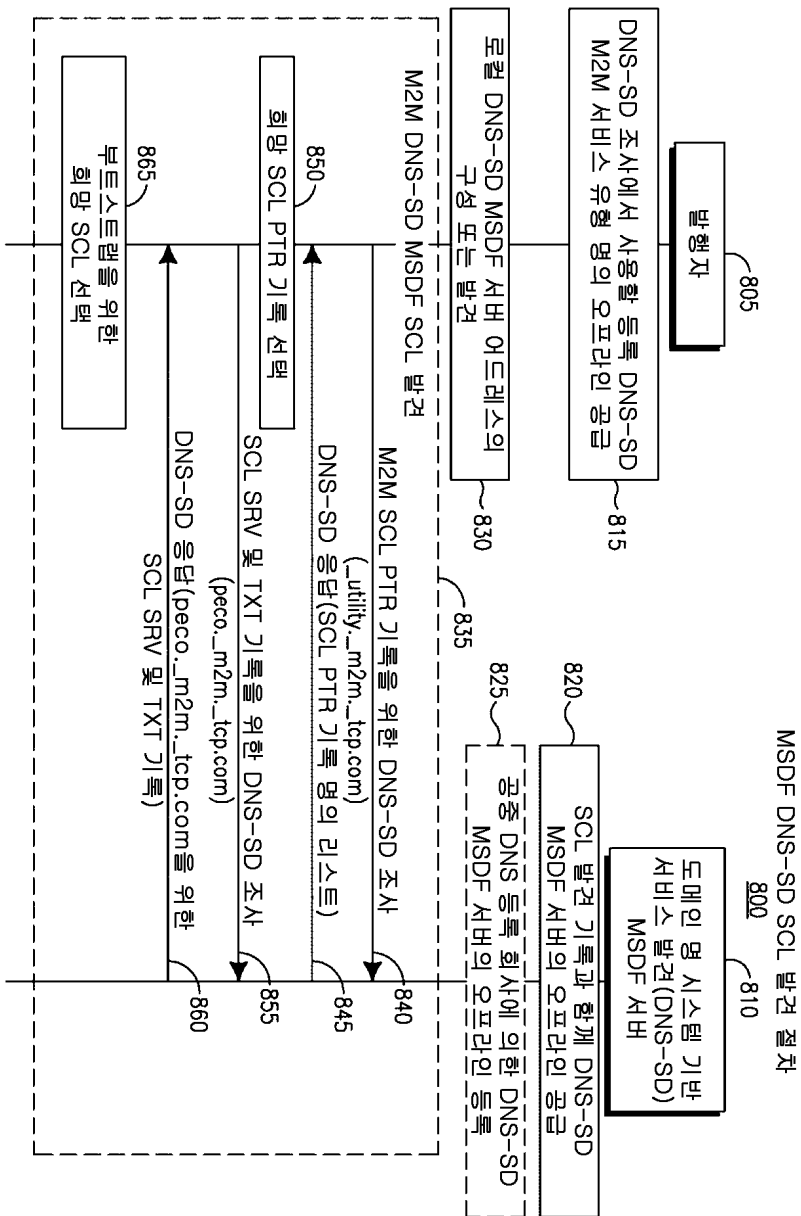 MSDF DNS-SD SCL 발견 절차
800
발행자
805
도메인 명 시스템 기반
서비스 발견(DNS-SD)
MSDF 서버
810
DNS-SD 조사에서 사용할 등록 DNS-SD
M2M 서비스 유형 명의 오프라인 공급
815
SCL 발견 기록과 함께 DNS-SD
MSDF 서버의 오프라인 공급
820
공중 DNS 등록 회사에 의한 DNS-SD
MSDF 서버의 오프라인 등록
825
로컬 DNS-SD MSDF 서버 어드레스의
구성 또는 발견
830
835
M2M DNS-SD MSDF SCL 발견
M2M SCL PTR 기록을 위한 DNS-SD 조사
(_utility._m2m._tcp.com)
840
DNS-SD 응답(SCL PTR 기록 명의 리스트)
845
850
희망 SCL PTR 기록 선택
SCL SRV 및 TXT 기록을 위한 DNS-SD 조사
(peco._m2m._tcp.com)
855
DNS-SD 응답(peco._m2m._tcp.com을 위한
SCL SRV 및 TXT 기록)
860
865
부트스트랩을 위한
희망 SCL 선택